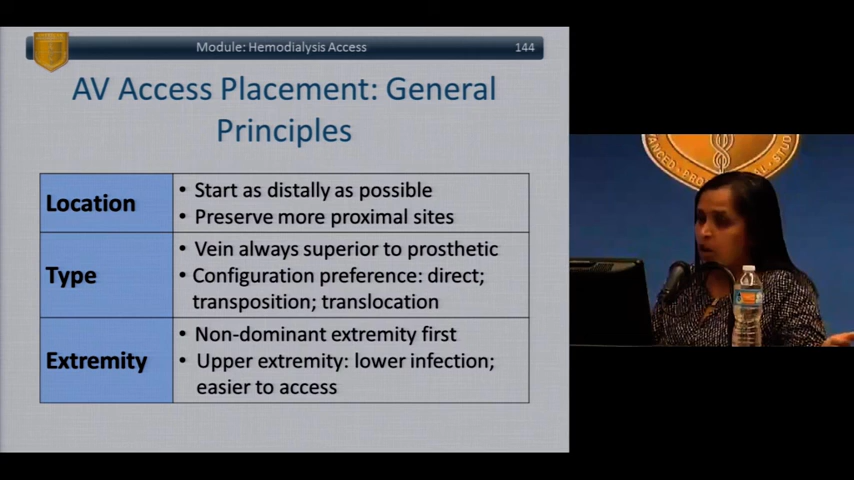 Module: Hemodialysis Access 144
AV Access Placement: General
Principles
Location
• Start as distally as possible
• Preserve more proximal sites
Type
• Vein always superior to prosthetic
• Configuration preference: direct;
transposition; translocation
Extremity
• Non-dominant extremity first
• Upper extremity: lower infection;
easier to access